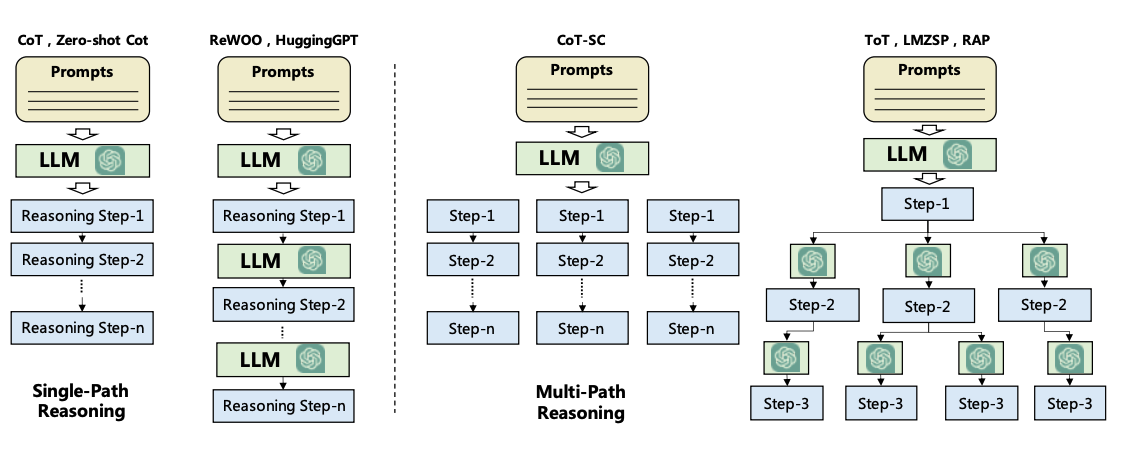 CoT , Zero-shot Cot
Prompts
LLM
Reasoning Step-1
Reasoning Step-2
Reasoning Step-n
Single-Path
Reasoning
ReWOO , HuggingGPT
Prompts
LLM
Reasoning Step-1
LLM
Reasoning Step-2
LLM
Reasoning Step-n
CoT-SC
Prompts
LLM
Step-1
Step-1
Step-1
Step-2
Step-2
Step-2
Step-n
Step-n
Step-n
Multi-Path
Reasoning
ToT , LMZSP , RAP
Prompts
LLM
Step-1
Step-2
Step-2
Step-2
Step-3
Step-3
Step-3
Step-3